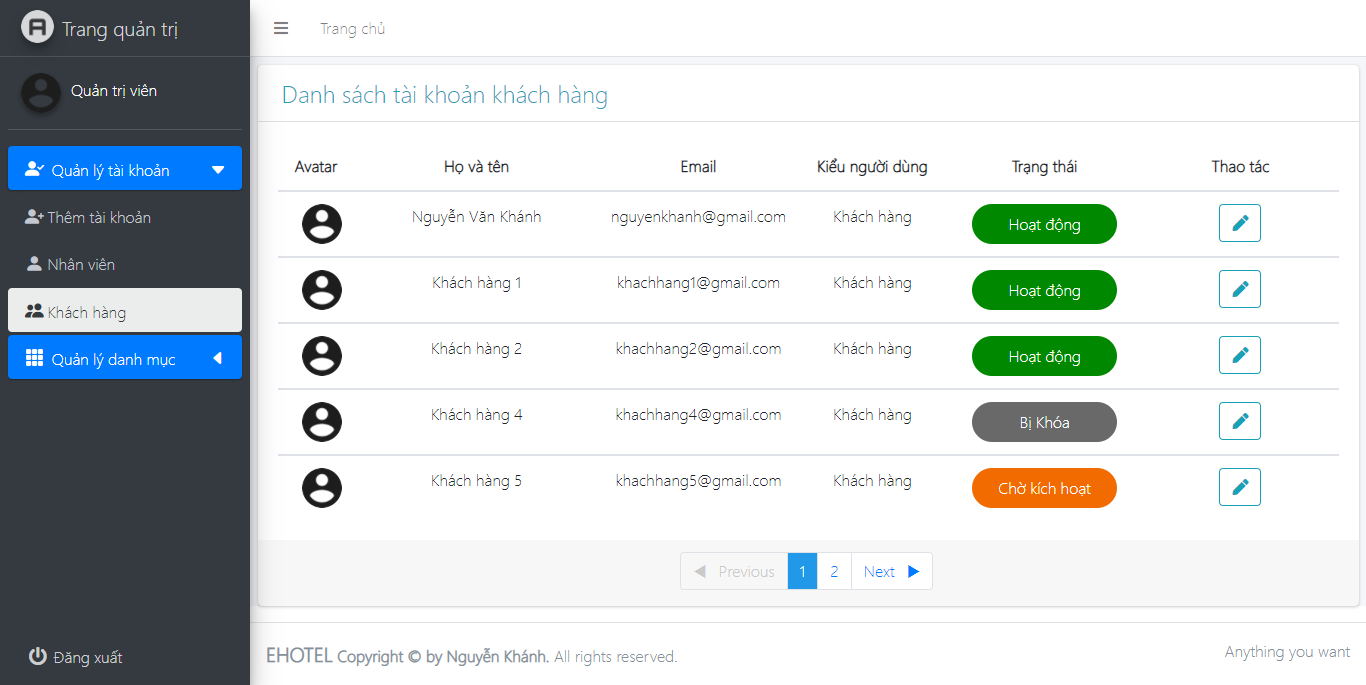 Trang quản trị
Trang chủ
Quản trị viên
Quản lý tài khoản
Thêm tài khoản
Nhân viên
Khách hàng
Quản lý danh mục
Đăng xuất
Danh sách tài khoản khách hàng
Avatar Họ và tên Email Kiểu người dùng Trạng thái Thao tác
Nguyễn Văn Khánh nguyenkhanh@gmail.com Khách hàng Hoạt động
Khách hàng 1 khachhang1@gmail.com Khách hàng Hoạt động
Khách hàng 2 khachhang2@gmail.com Khách hàng Hoạt động
Khách hàng 4 khachhang4@gmail.com Khách hàng Bị Khóa
Khách hàng 5 khachhang5@gmail.com Khách hàng Chờ kích hoạt
Previous 1 2 Next
EHOTEL Copyright © by Nguyễn Khánh. All rights reserved. Anything you want